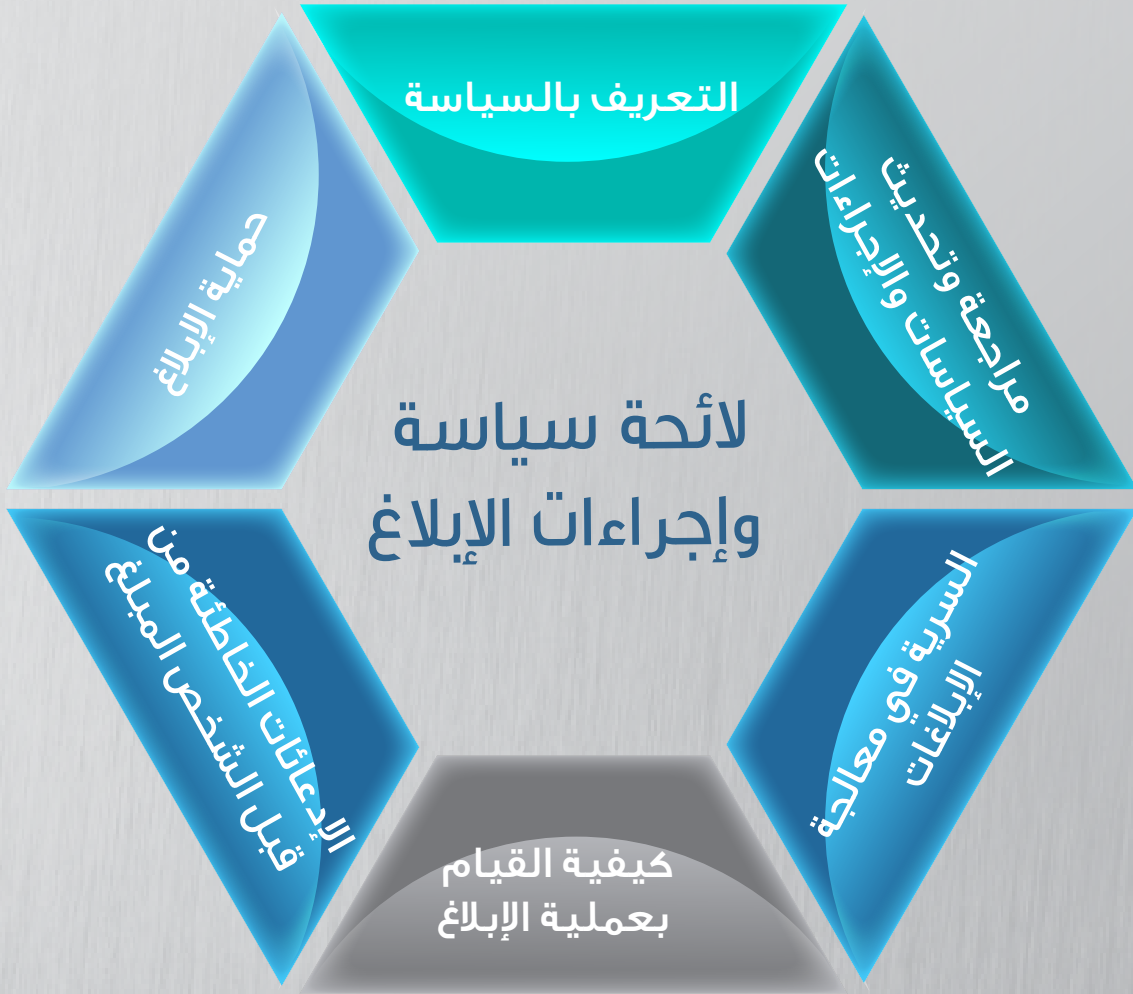 التعريف بالسياسة
مراجعة وتحديث
السياسات والإجراءات
حماية الإبلاغ
لائحة سياسة
وإجراءات الإبلاغ
السرية في معالجة
الإبلاغات
الإدعائات الخاطئة من
قبل الشخص المبلغ
كيفية القيام
بعملية الإبلاغ